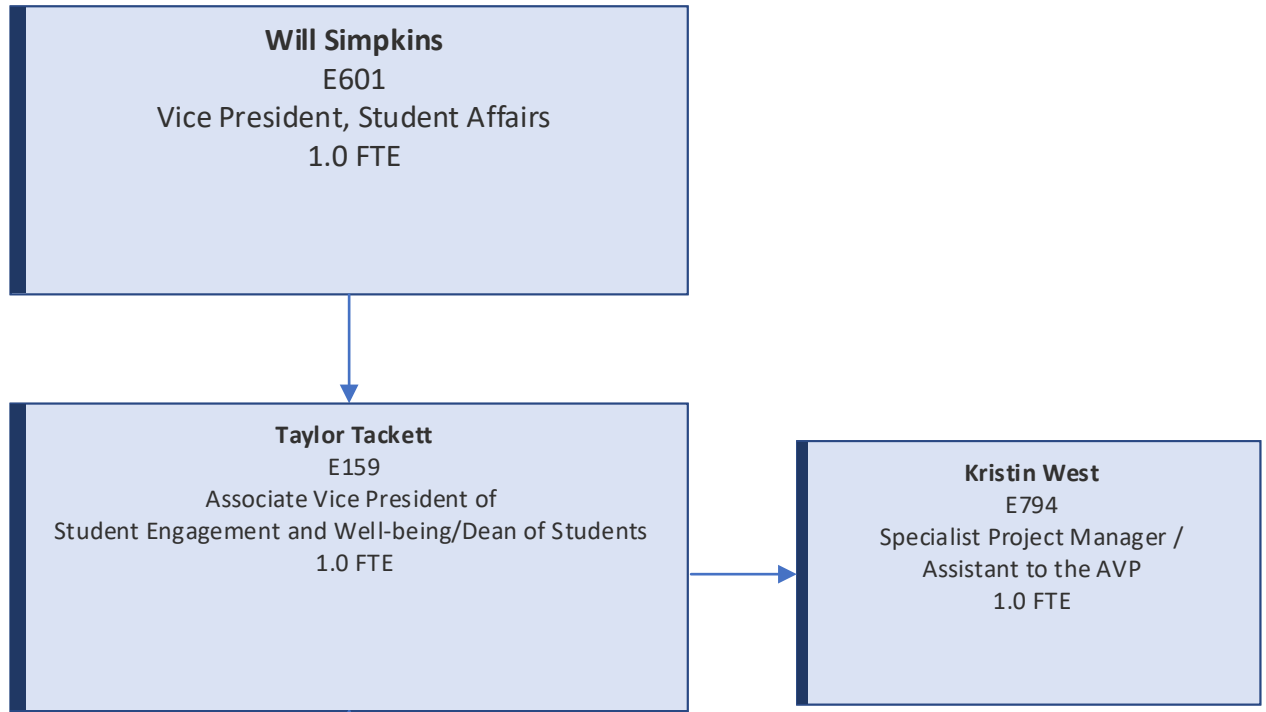 Will Simpkins
E601
Vice President, Student Affairs
1.0 FTE
Taylor Tackett
E159
Associate Vice President of
Student Engagement and Well-being/Dean of Students
1.0 FTE
Kristin West
E794
Specialist Project Manager /
Assistant to the AVP
1.0 FTE